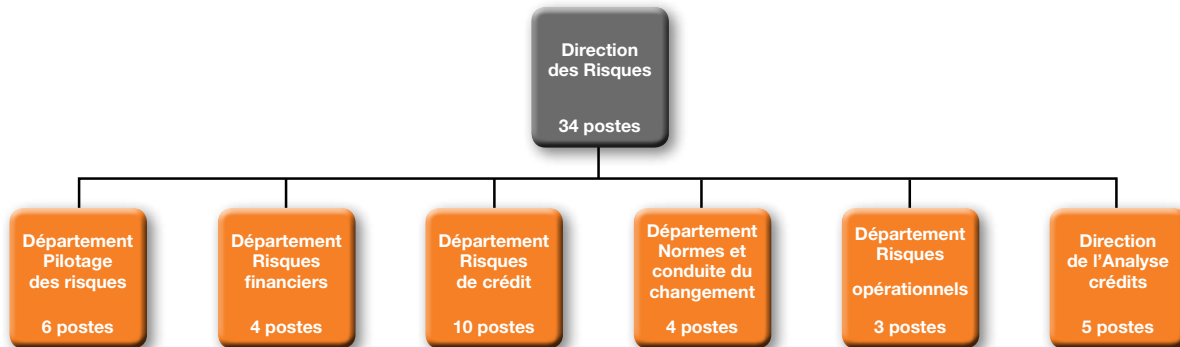 Direction
des Risques
34 postes
Département
Pilotage
des risques
6 postes
Département
Risques
financiers
4 postes
Département
Risques
de crédit
10 postes
Département
Normes et
conduite du
changement
4 postes
Département
Risques
opérationnels
3 postes
Direction
de l’Analyse
crédits
5 postes